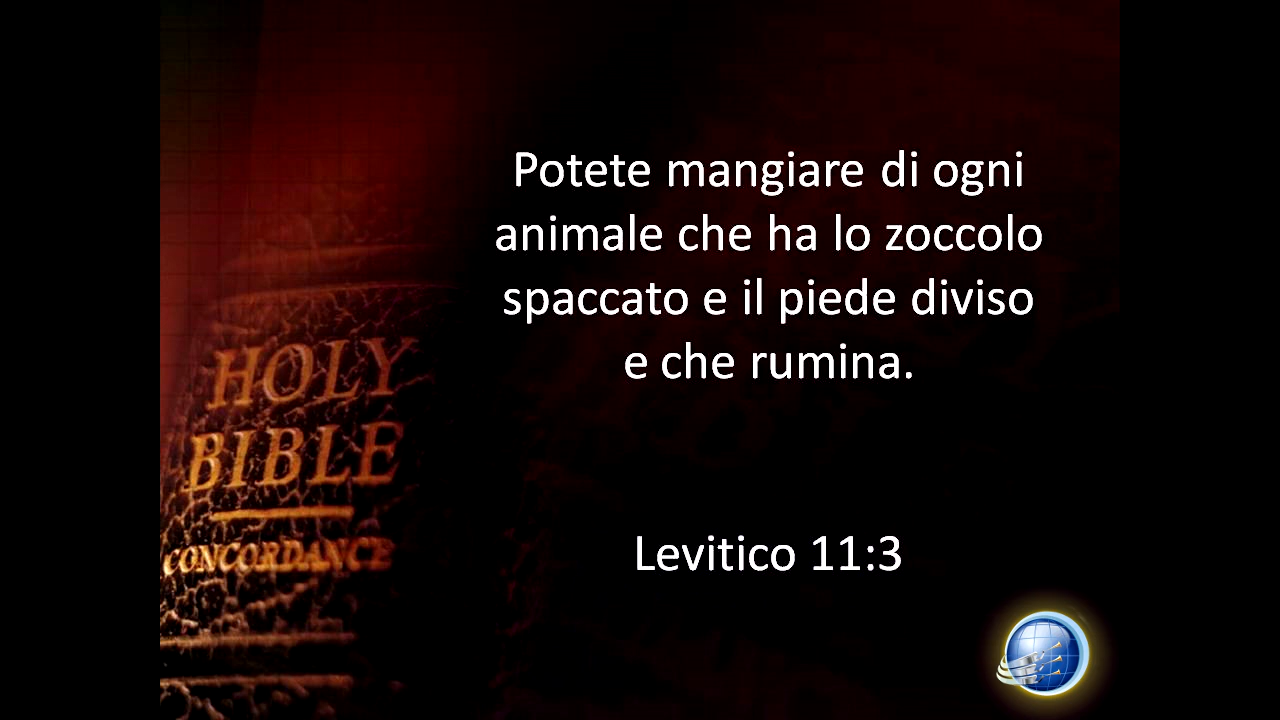 Potete mangiare di ogni
animale che ha lo zoccolo
spaccato e il piede diviso
e che rumina.
HOLY
BIBLE
CONCORDANCE
Levitico 11:3